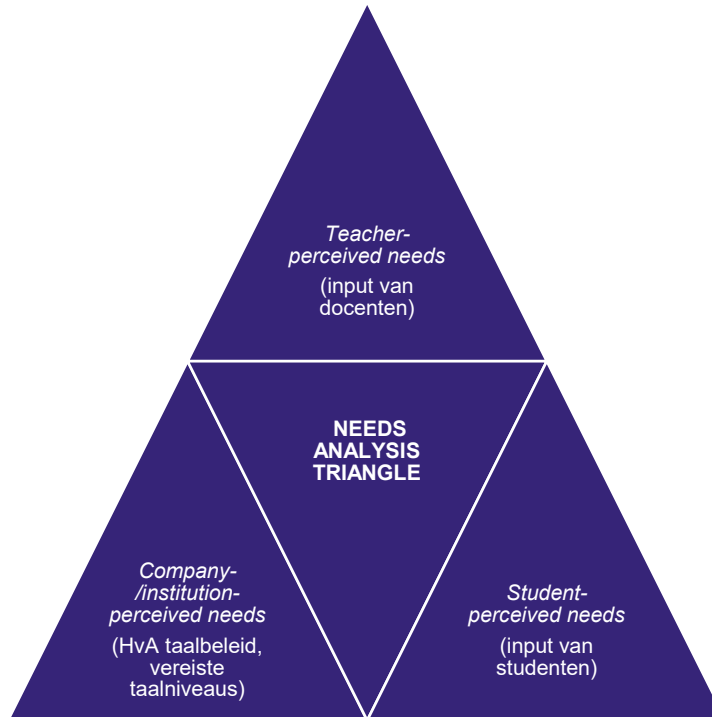 Teacher-
perceived needs
(input van
docenten)
NEEDS
ANALYSIS
TRIANGLE
Company-
/institution-
perceived needs
(HvA taalbeleid,
vereiste
taalniveaus)
Student-
perceived needs
(input van
studenten)